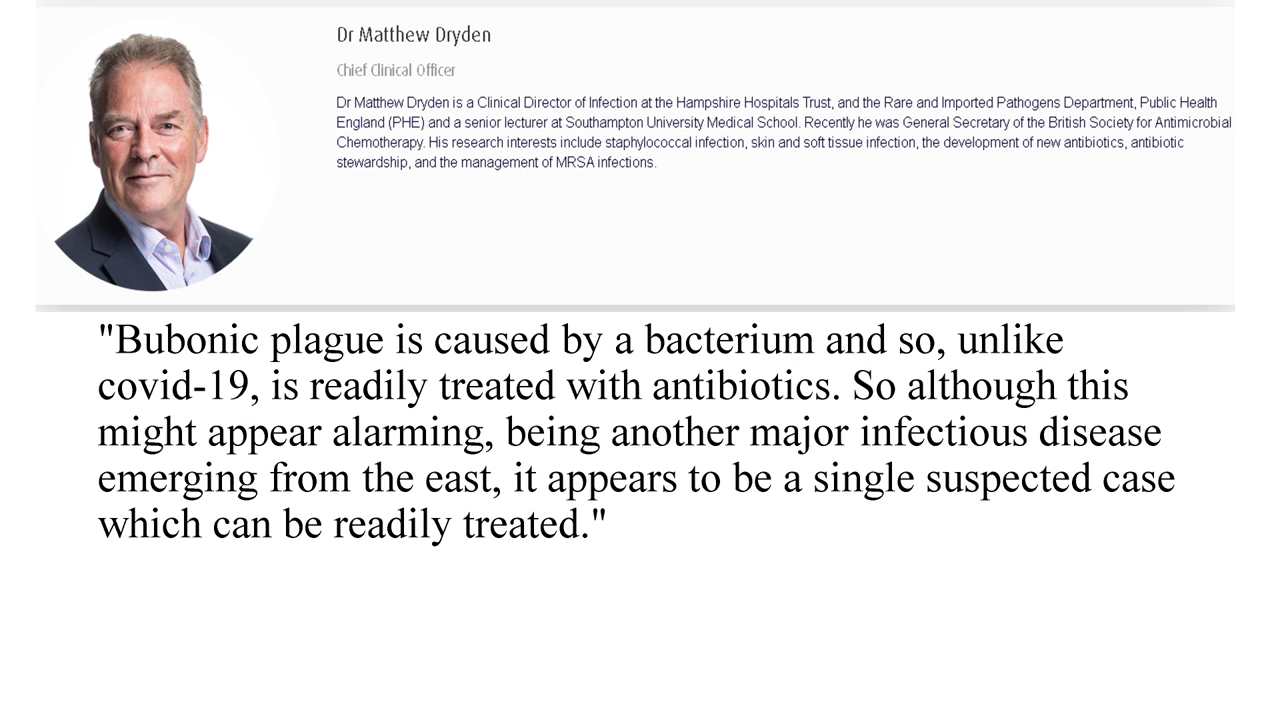 Dr Matthew Dryden
Chief Clinical Officer
Dr Matthew Dryden is a Clinical Director of Infection at the Hampshire Hospitals Trust, and the Rare and Imported Pathogens Department, Public Health
England (PHE) and a senior lecturer at Southampton University Medical School. Recently he was General Secretary of the British Society for Antimicrobial
Chemotherapy. His research interests include staphylococcal infection, skin and soft tissue infection, the development of new antibiotics, antibiotic
stewardship, and the management of MRSA infections.
"Bubonic plague is caused by a bacterium and so, unlike
covid-19, is readily treated with antibiotics. So although this
might appear alarming, being another major infectious disease
emerging from the east, it appears to be a single suspected case
which can be readily treated."